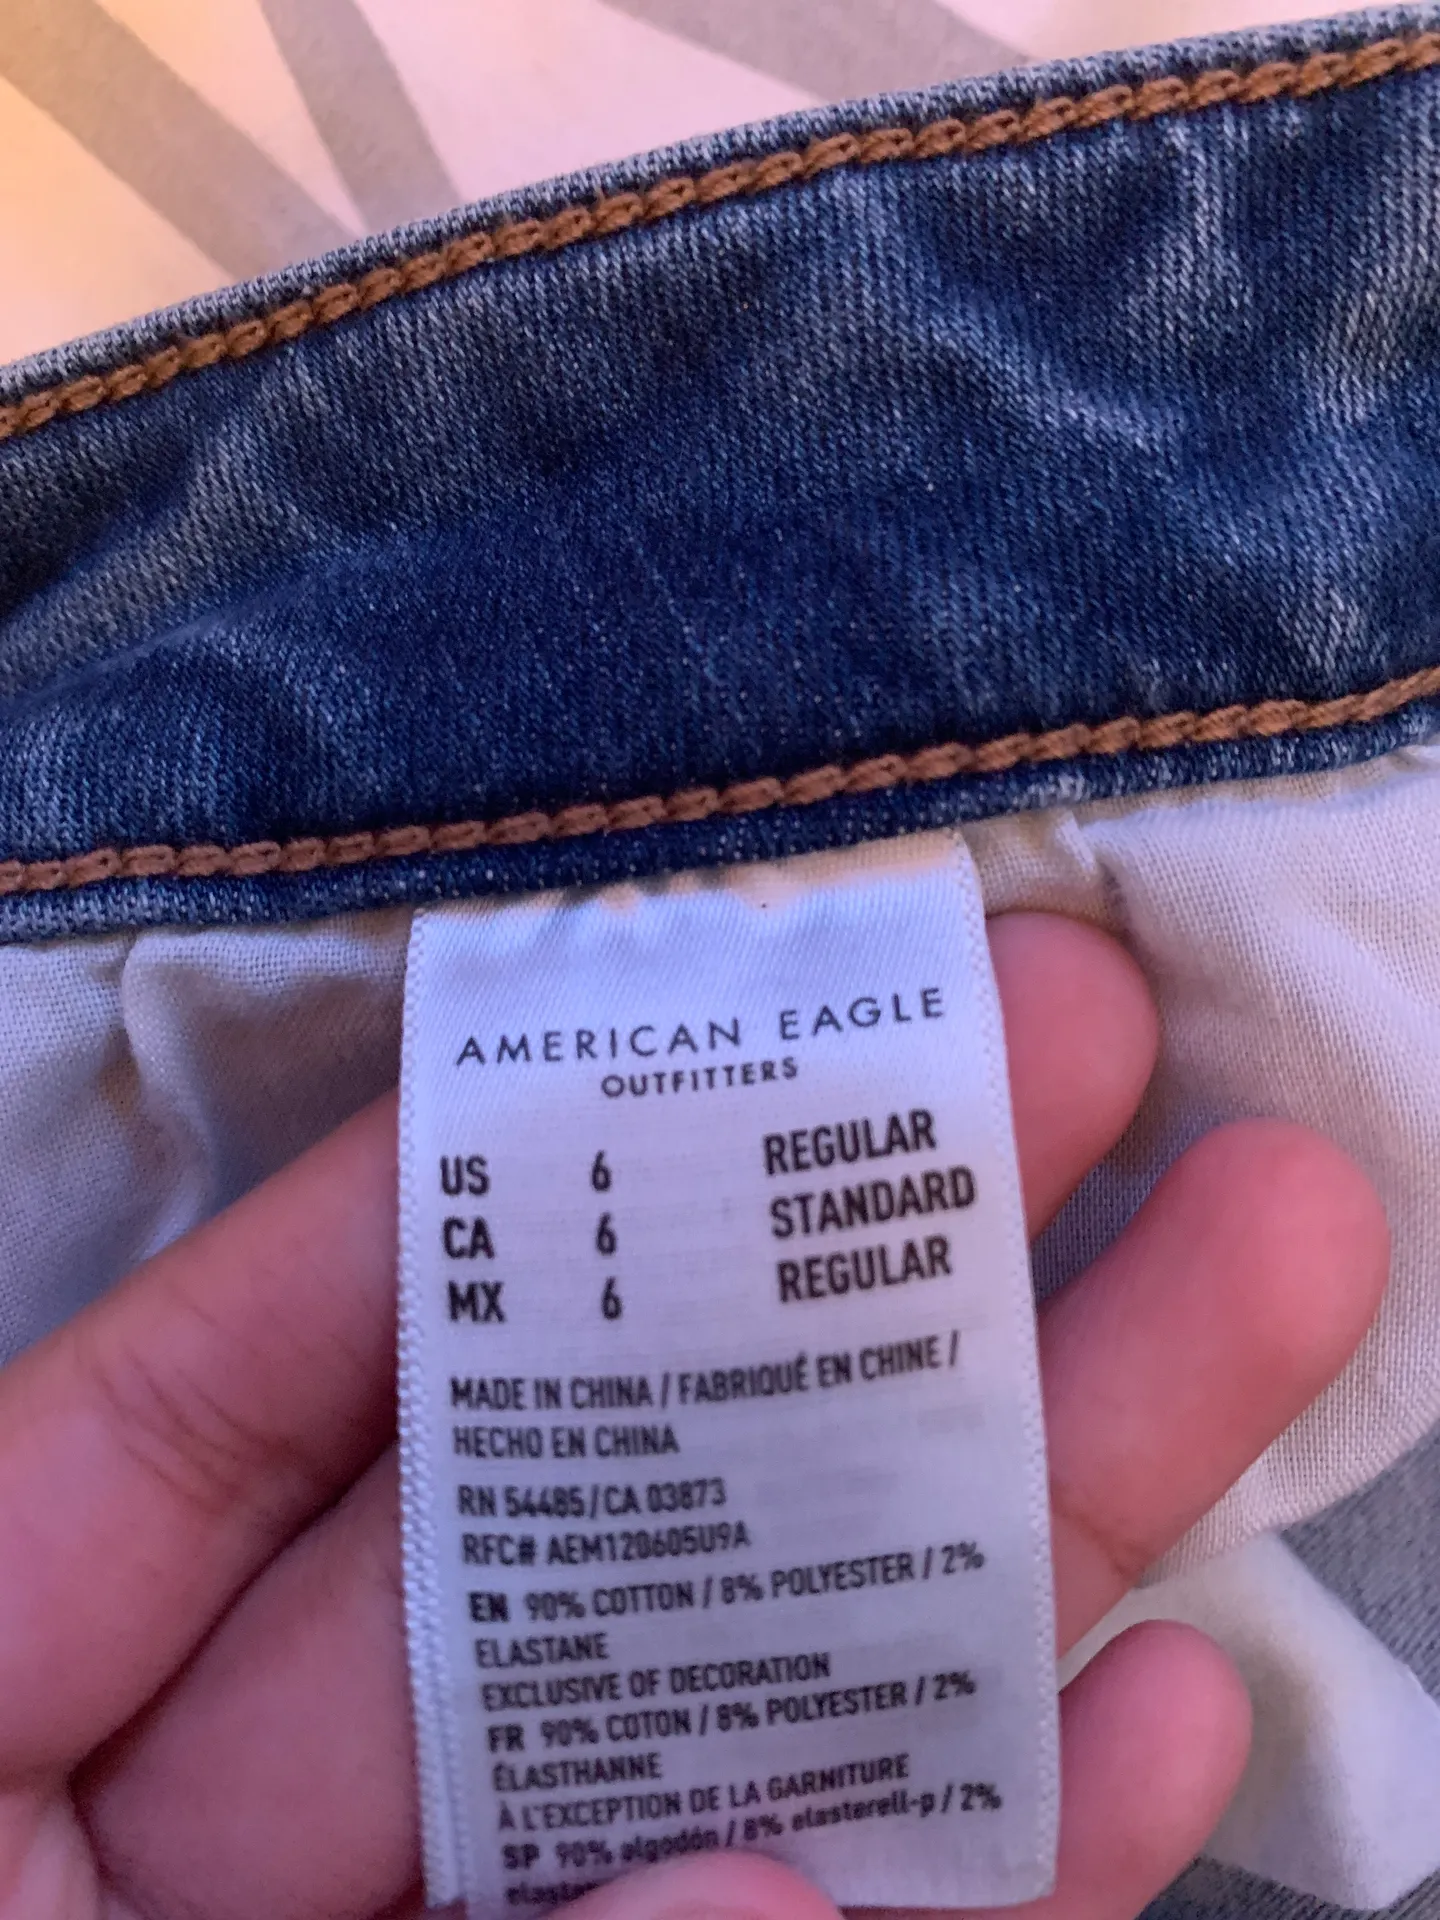 AMERICAN EAGLE
OUTFITTERS
US 6 REGULAR
CA 6 STANDARD
MX 6 REGULAR
MADE IN CHINA / FABRIQUÉ EN CHINE /
HECHO EN CHINA
RN 54485/CA 03873
RFC# AEM120605U9A
EN 90% COTTON / 8% POLYESTER / 2%
ELASTANE
EXCLUSIVE OF DECORATION
FR 90% COTON / 8% POLYESTER / 2%
ÉLASTHANNE
À L'EXCEPTION DE LA GARNITURE
SP 90% algodón / 8% elasterell-p / 2%